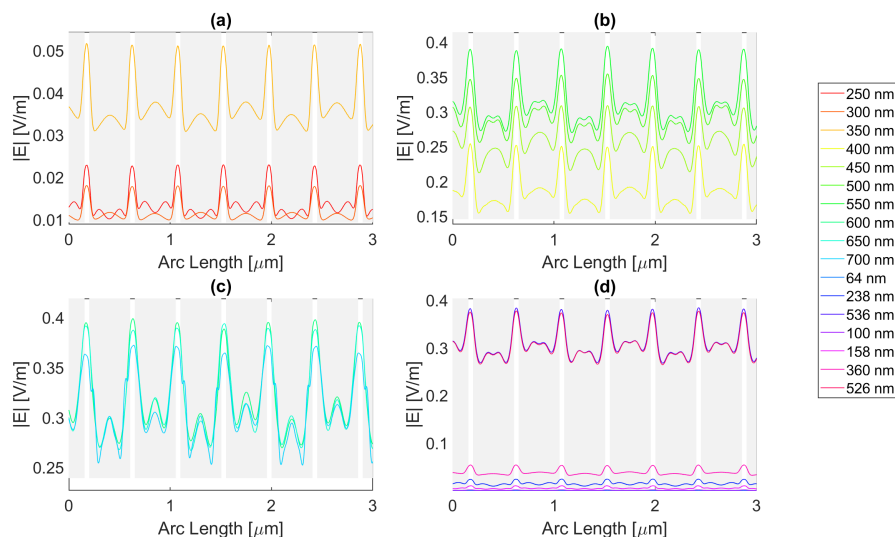 (a)
0.05
0.04
0.03
0.02
0.01
|E| [V/m]
0 1 2 3
Arc Length [μm]
(b)
0.4
0.35
0.3
0.25
0.2
0.15
|E| [V/m]
0 1 2 3
Arc Length [μm]
(c)
0.4
0.35
0.3
0.25
|E| [V/m]
0 1 2 3
Arc Length [μm]
(d)
0.4
0.3
0.2
0.1
|E| [V/m]
0 1 2 3
Arc Length [μm]
250 nm
300 nm
350 nm
400 nm
450 nm
500 nm
550 nm
600 nm
650 nm
700 nm
64 nm
238 nm
536 nm
100 nm
158 nm
360 nm
526 nm